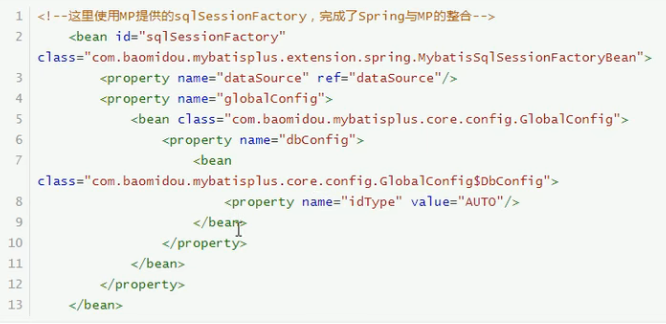 1 <!--这里使用MP提供的sqlSessionFactory，完成了Spring与MP的整合-->
2 <bean id="sqlSessionFactory"
class="com.baomidou.mybatisplus.extension.spring.MybatisSqlSessionFactoryBean">
3 <property name="dataSource" ref="dataSource"/>
4 <property name="globalConfig">
5 <bean class="com.baomidou.mybatisplus.core.config.GlobalConfig">
6 <property name="dbConfig">
7 <bean
class="com.baomidou.mybatisplus.core.config.GlobalConfig$DbConfig">
8 <property name="idType" value="AUTO"/>
9 </bean>
10 </property>
11 </bean>
12 </property>
13 </bean>